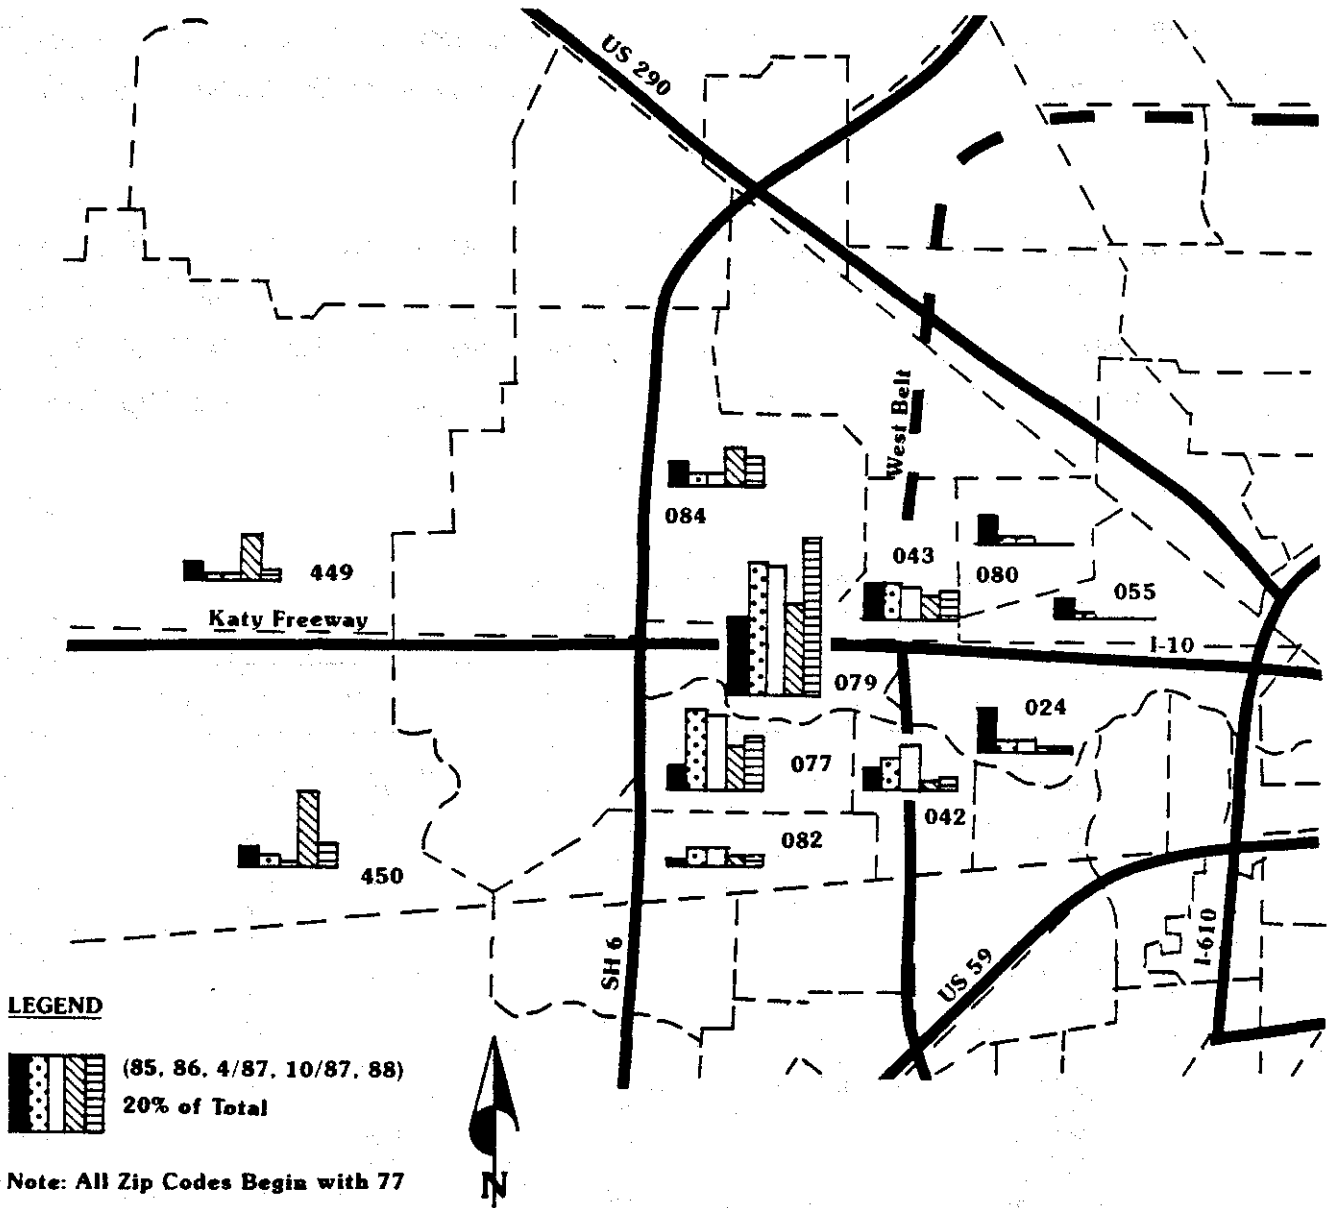 US 290
West Belt
084
043
080
449
055
Katy Freeway
I-10
079
024
077
042
082
450
I-610
SH 6
US 59
LEGEND
(85, 86, 4/87, 10/87, 88)
20% of Total
Note: All Zip Codes Begin with 77
N